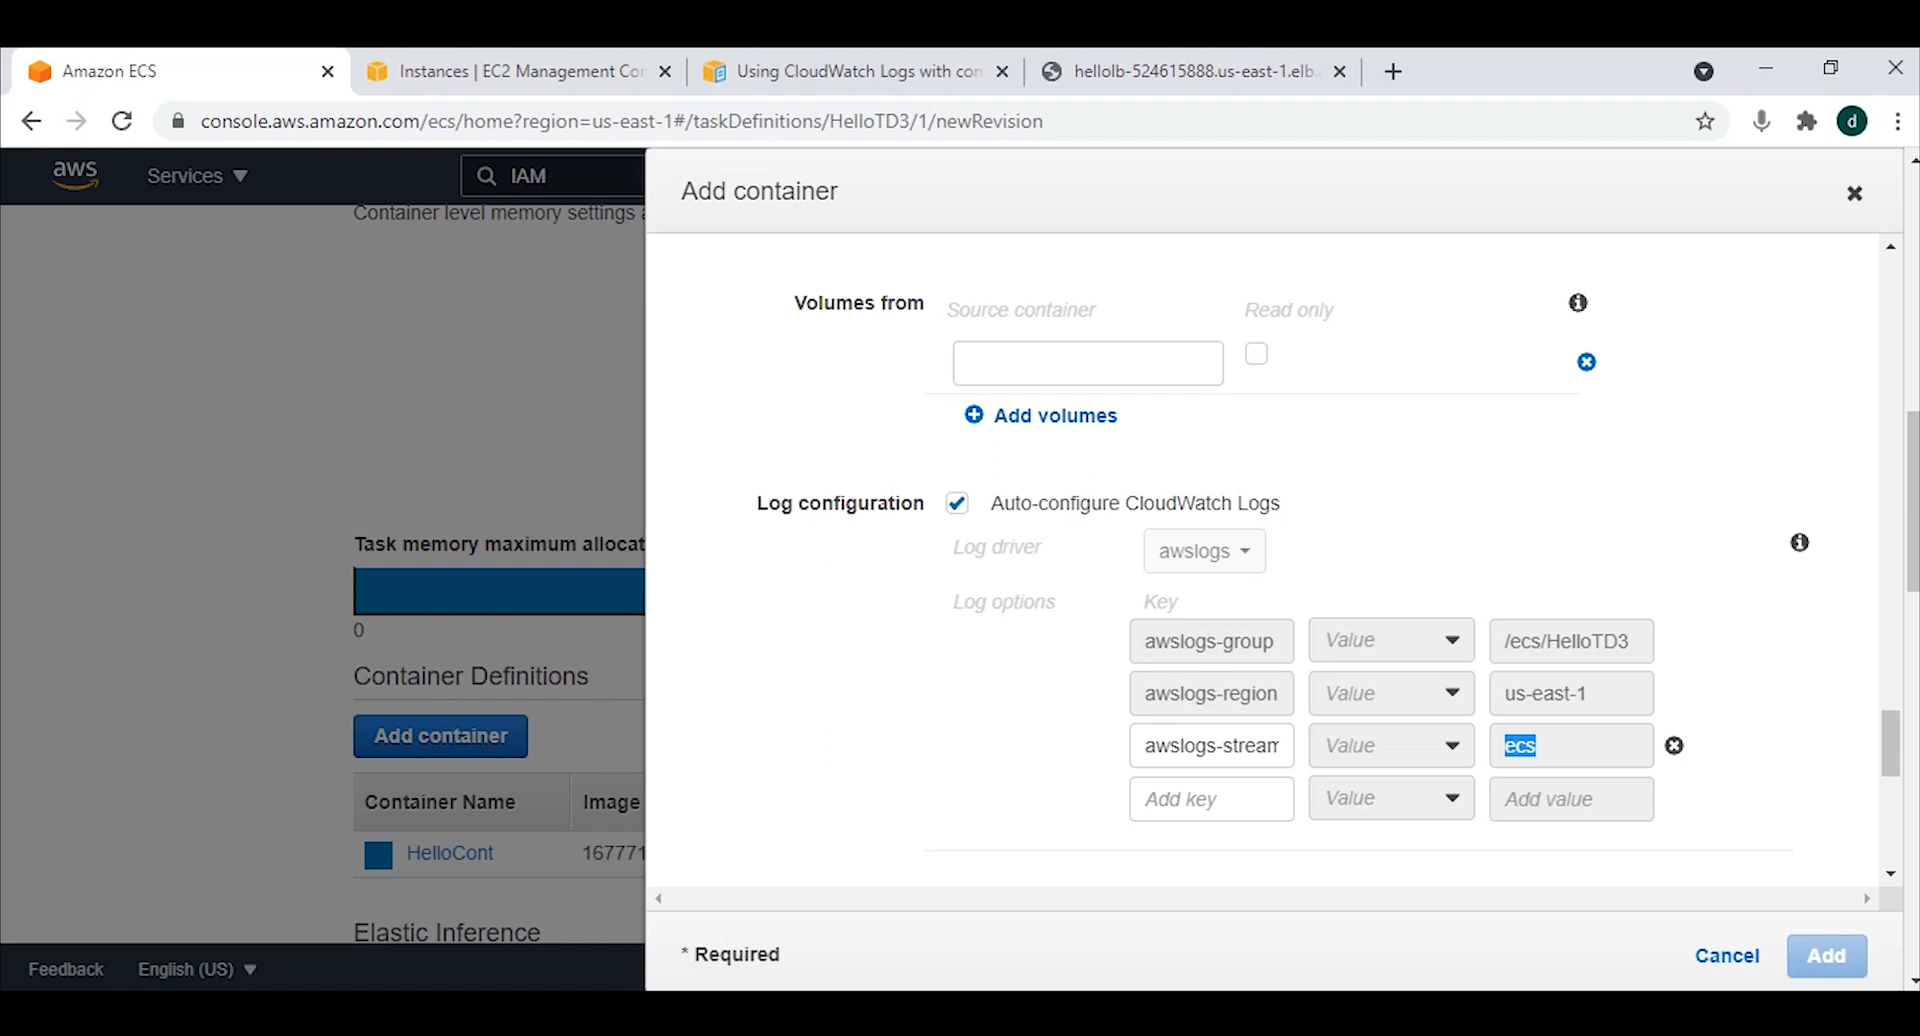 Amazon ECS
Instances | EC2 Management Cor
Using CloudWatch Logs with con
hellolb-524615888.us-east-1.elb.
console.aws.amazon.com/ecs/home?region=us-east-1#/taskDefinitions/HelloTD3/1/newRevision
d
aws
Services
IAM
Container level memory settings a
Task memory maximum allocat
0
Container Definitions
Add container
Container Name Image
HelloCont 167771
Elastic Inference
Add container
Volumes from Source container Read only
Add volumes
Log configuration Auto-configure CloudWatch Logs
Log driver awslogs
Log options Key
awslogs-group Value /ecs/HelloTD3
awslogs-region Value us-east-1
awslogs-stream Value ecs
Add key Value Add value
* Required
Cancel Add
Feedback English (US)